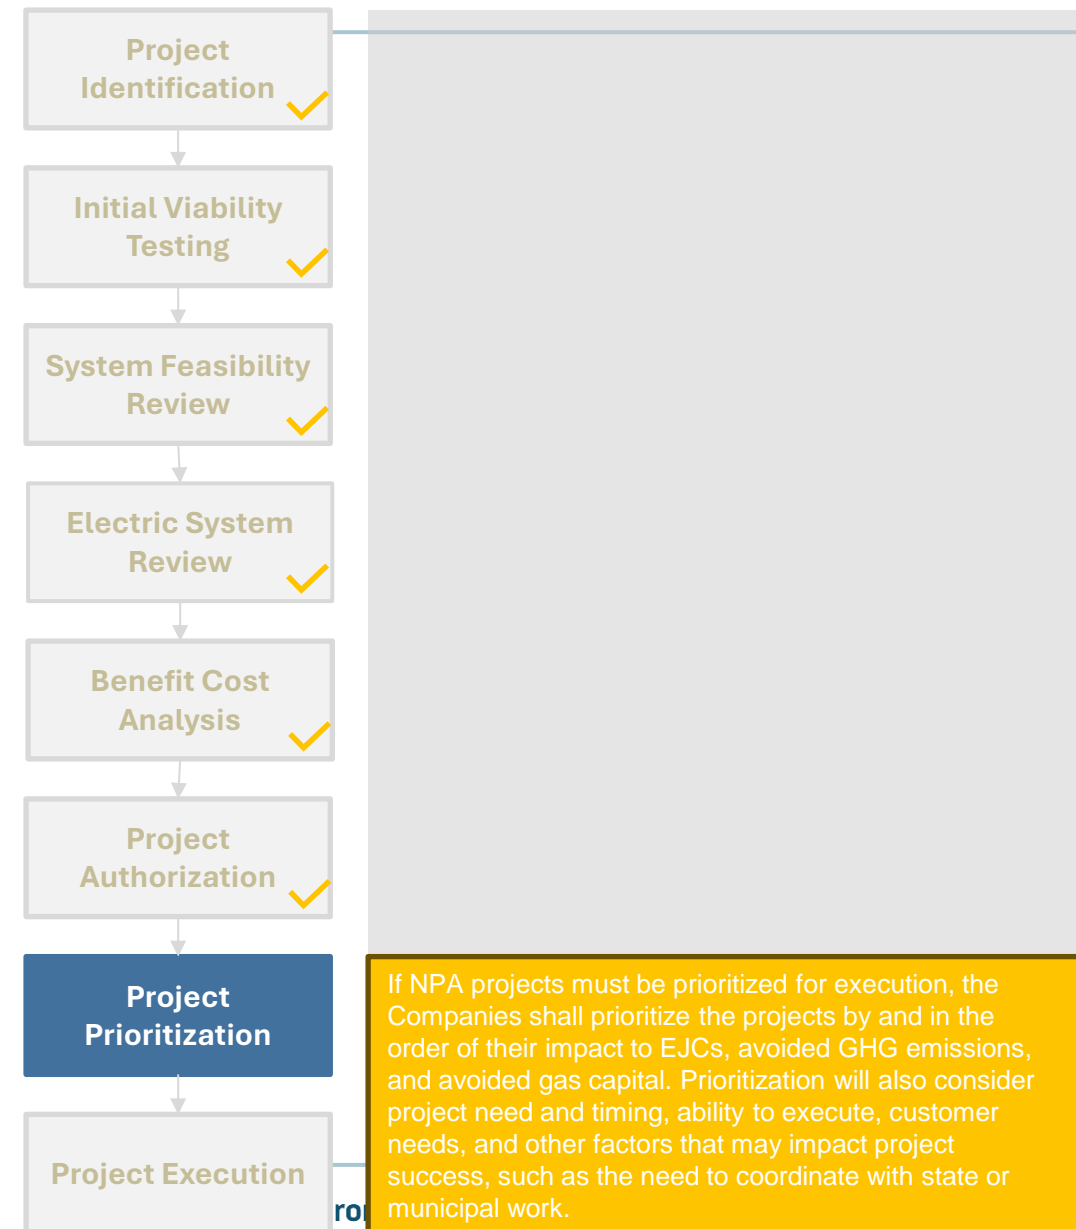 Project
Identification
Initial Viability
Testing
System Feasibility
Review
Electric System
Review
Benefit Cost
Analysis
Project
Authorization
Project
Prioritization
If NPA projects must be prioritized for execution, the
Companies shall prioritize the projects by and in the
order of their impact to EJCs, avoided GHG emissions,
and avoided gas capital. Prioritization will also consider
project need and timing, ability to execute, customer
needs, and other factors that may impact project
success, such as the need to coordinate with state or
municipal work.
Project Execution